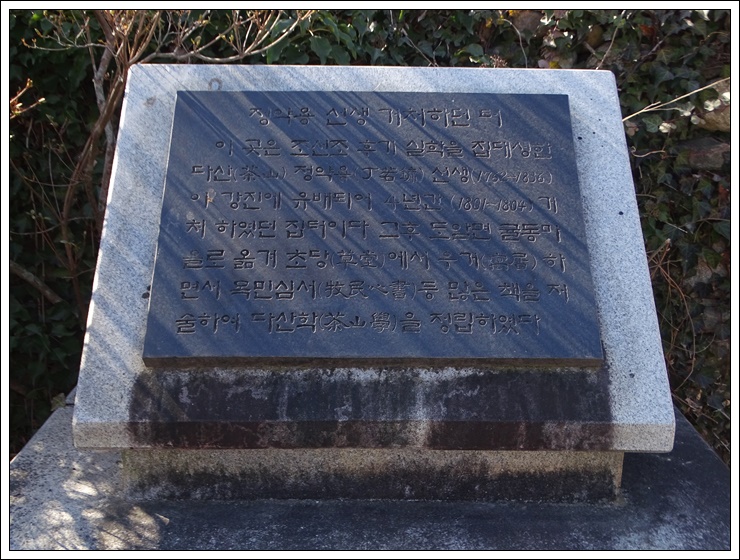 정약용 선생 거처하던 터
이 곳은 조선조 후기 실학을 집대성한
다산(茶山) 정약용(丁若鏞) 선생(1762~1836)
이 강진에 유배되어 4년간 (1801~1804) 거
처 하였던 집터이다 그후 도암면 귤동마
을로 옮겨 초당(草堂)에서 우거(寓居) 하
면서 목민심서(牧民心書)등 많은 책을 저
술하여 다산학(茶山學)을 정립하였다